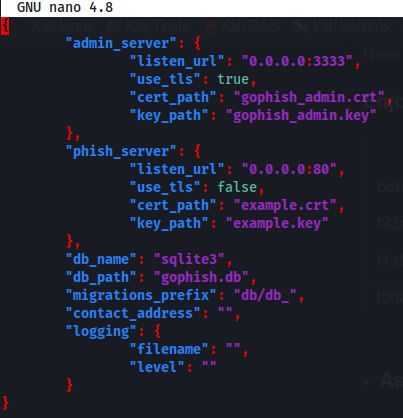 GNU nano 4.8
{
        "admin_server": {
                "listen_url": "0.0.0.0:3333",
                "use_tls": true,
                "cert_path": "gophish_admin.crt",
                "key_path": "gophish_admin.key"
        },
        "phish_server": {
                "listen_url": "0.0.0.0:80",
                "use_tls": false,
                "cert_path": "example.crt",
                "key_path": "example.key"
        },
        "db_name": "sqlite3",
        "db_path": "gophish.db",
        "migrations_prefix": "db/db_",
        "contact_address": "",
        "logging": {
                "filename": "",
                "level": ""
        }
}